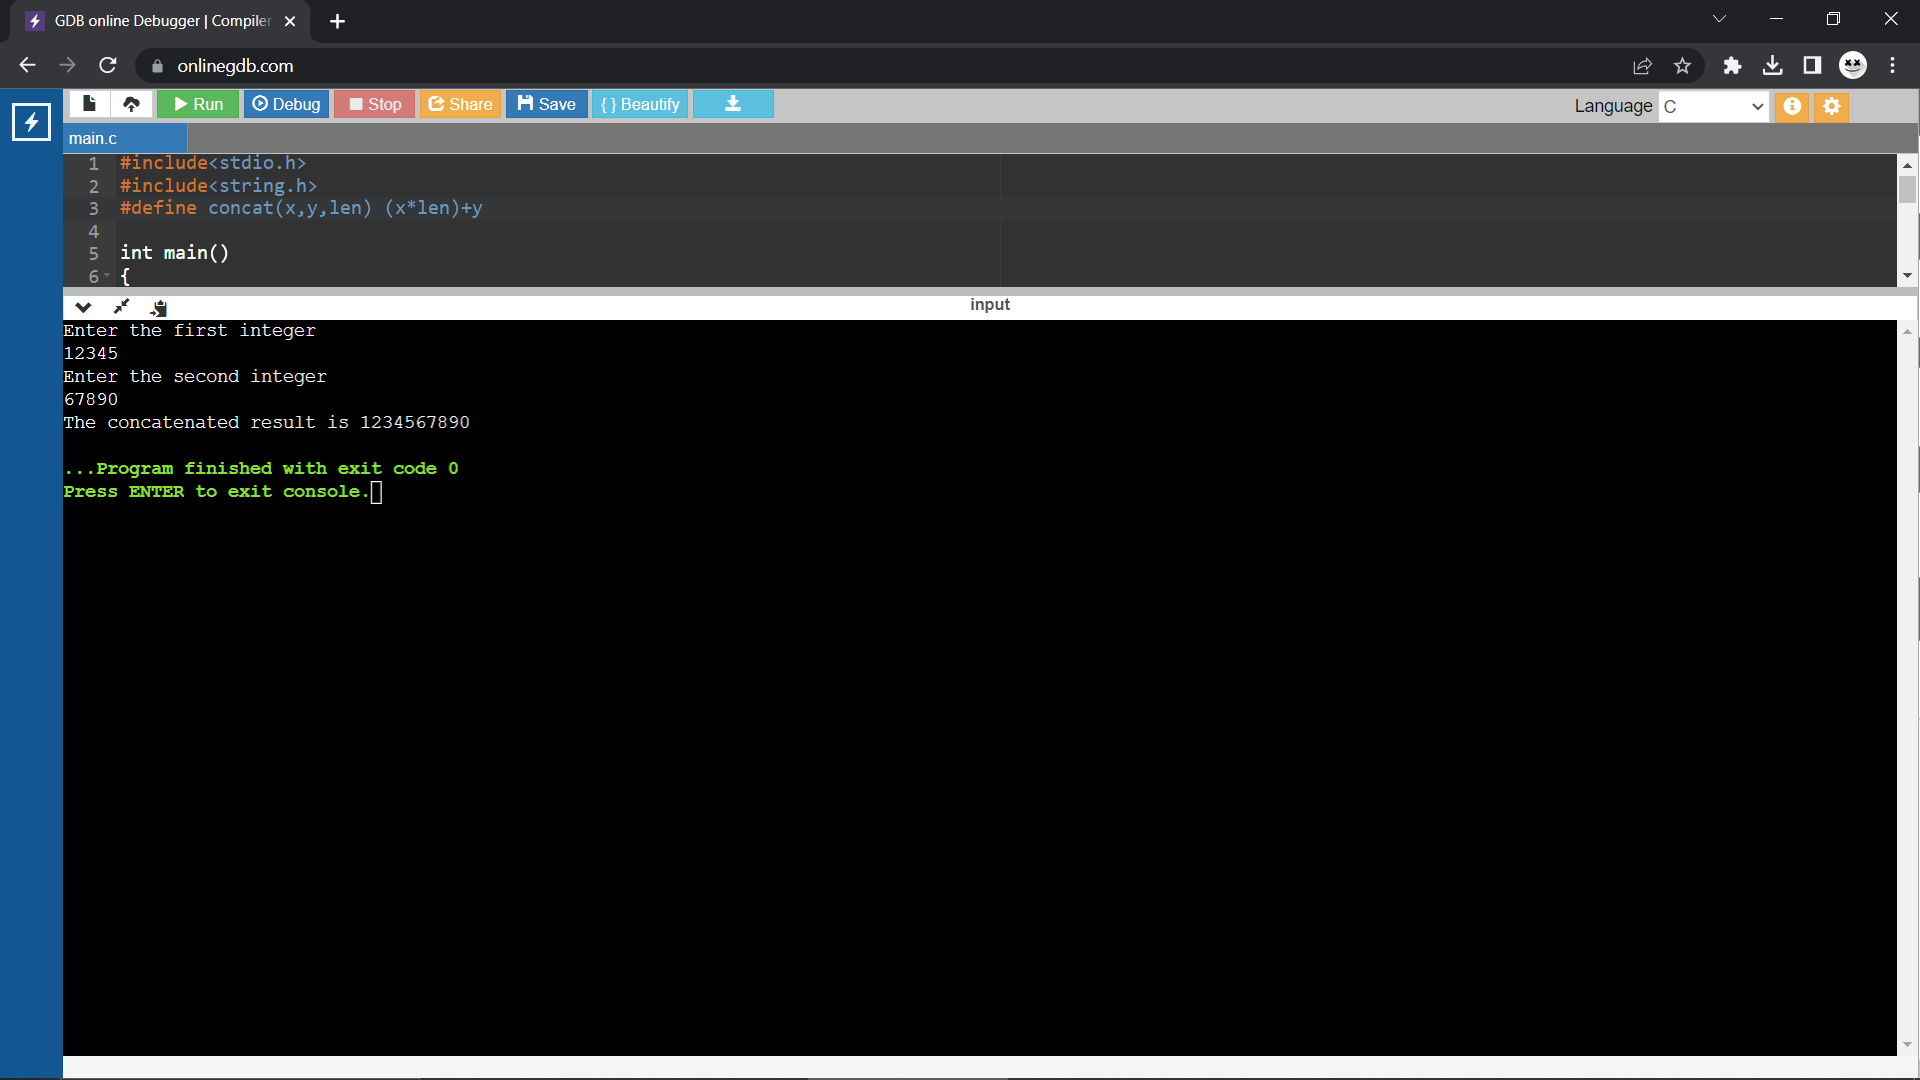 GDB online Debugger | Compiler
onlinegdb.com
Run Debug Stop Share Save { } Beautify Language C
main.c
1 #include<stdio.h>
2 #include<string.h>
3 #define concat(x,y,len) (x*len)+y
4
5 int main()
6 {
input
Enter the first integer
12345
Enter the second integer
67890
The concatenated result is 1234567890
...Program finished with exit code 0
Press ENTER to exit console.